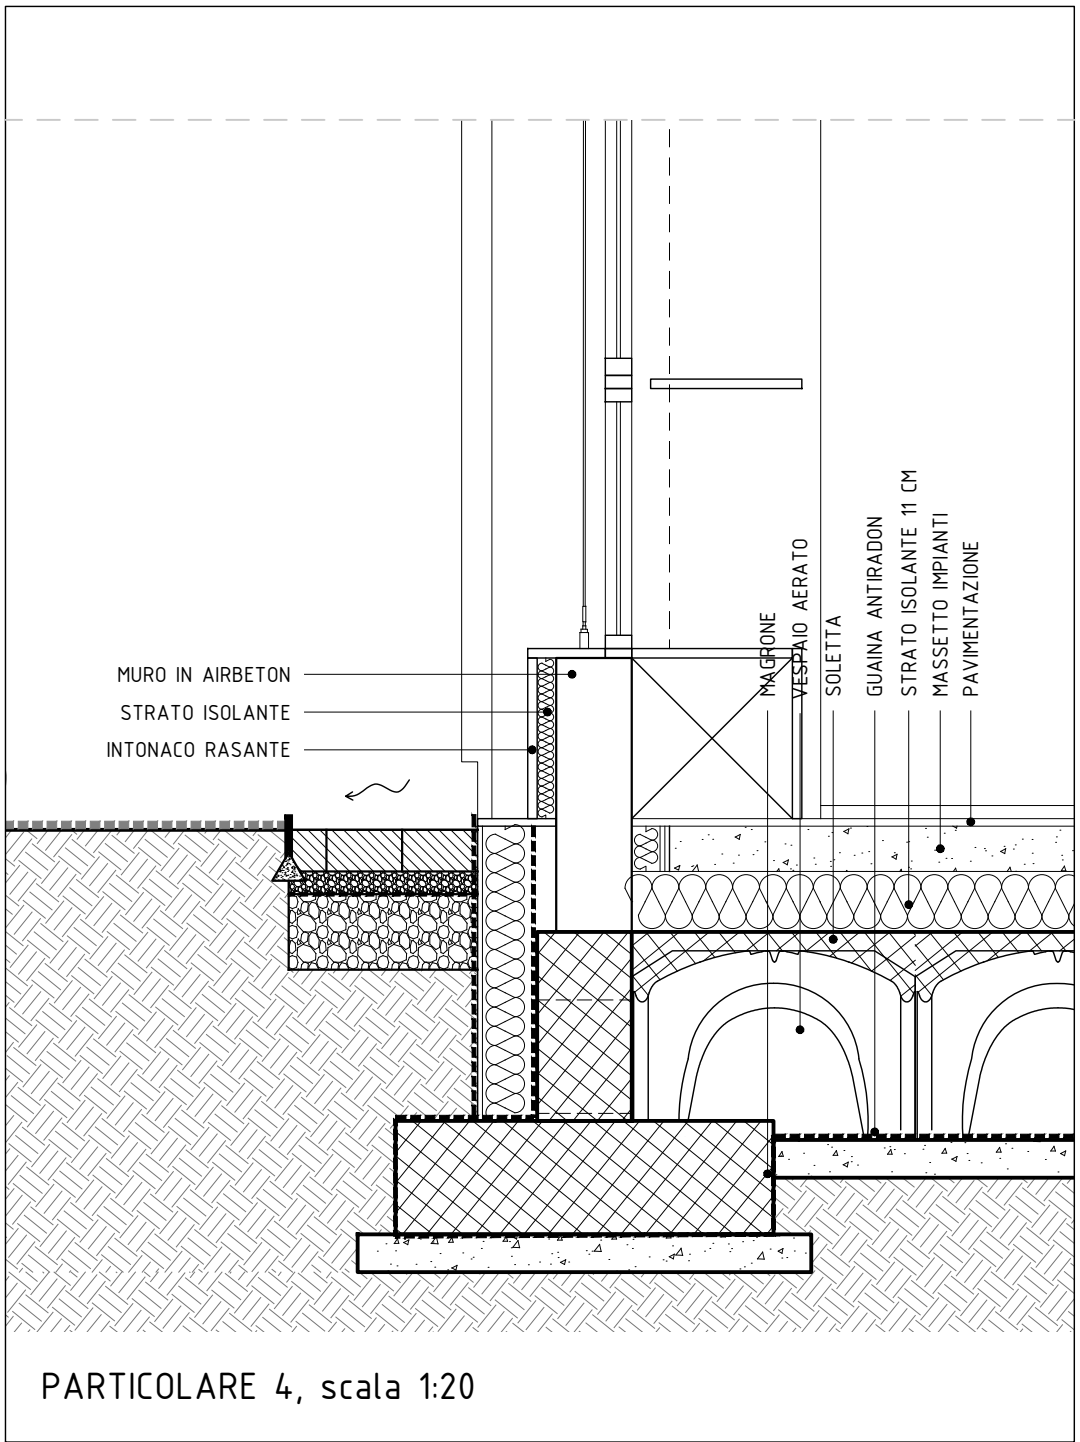 MURO IN AIRBETON
STRATO ISOLANTE
INTONACO RASANTE
MAGRONE
VESPAIO AERATO
SOLETTA
GUAINA ANTIRADON
STRATO ISOLANTE 11 CM
MASSETTO IMPIANTI
PAVIMENTAZIONE
PARTICOLARE 4, scala 1:20